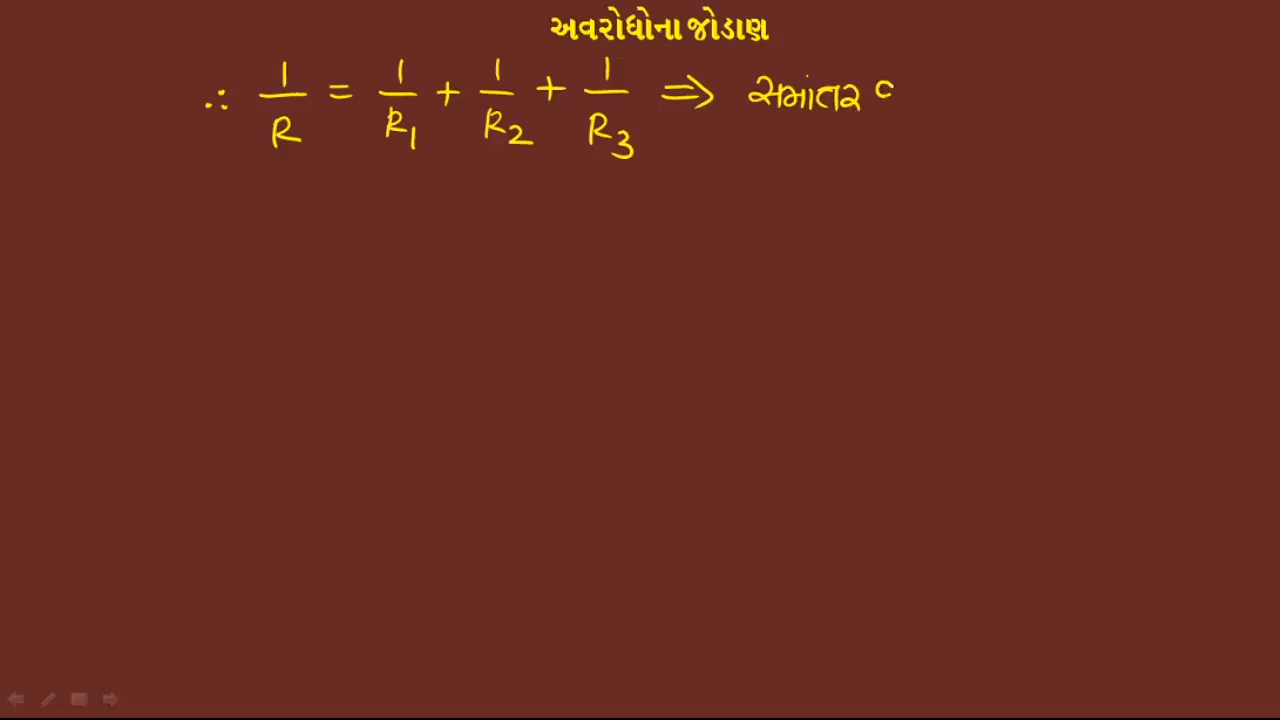 અવરોધોના જોડાણ
∴ 1/R = 1/R₁ + 1/R₂ + 1/R₃ ⇒ સમાંતર